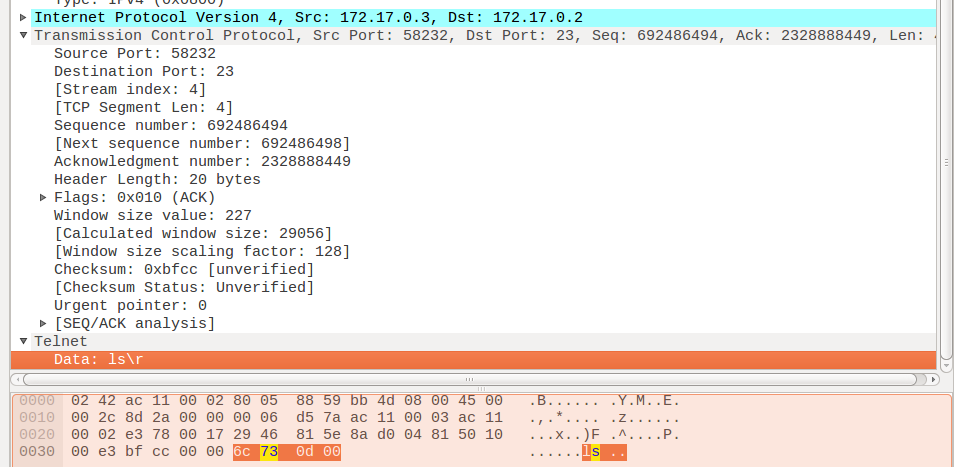 Type: IPv4 (0x0800)
Internet Protocol Version 4, Src: 172.17.0.3, Dst: 172.17.0.2
Transmission Control Protocol, Src Port: 58232, Dst Port: 23, Seq: 692486494, Ack: 2328888449, Len: 4
Source Port: 58232
Destination Port: 23
[Stream index: 4]
[TCP Segment Len: 4]
Sequence number: 692486494
[Next sequence number: 692486498]
Acknowledgment number: 2328888449
Header Length: 20 bytes
Flags: 0x010 (ACK)
Window size value: 227
[Calculated window size: 29056]
[Window size scaling factor: 128]
Checksum: 0xbfcc [unverified]
[Checksum Status: Unverified]
Urgent pointer: 0
[SEQ/ACK analysis]
Telnet
Data: ls\r
0000 02 42 ac 11 00 02 80 05 88 59 bb 4d 08 00 45 00 .B...... .Y.M..E.
0010 00 2c 8d 2a 00 00 00 06 d5 7a ac 11 00 03 ac 11 .,.*.... .z......
0020 00 02 e3 78 00 17 29 46 81 5e 8a d0 04 81 50 10 ...x..)F .^....P.
0030 00 e3 bf cc 00 00 6c 73 0d 00 ......ls ..